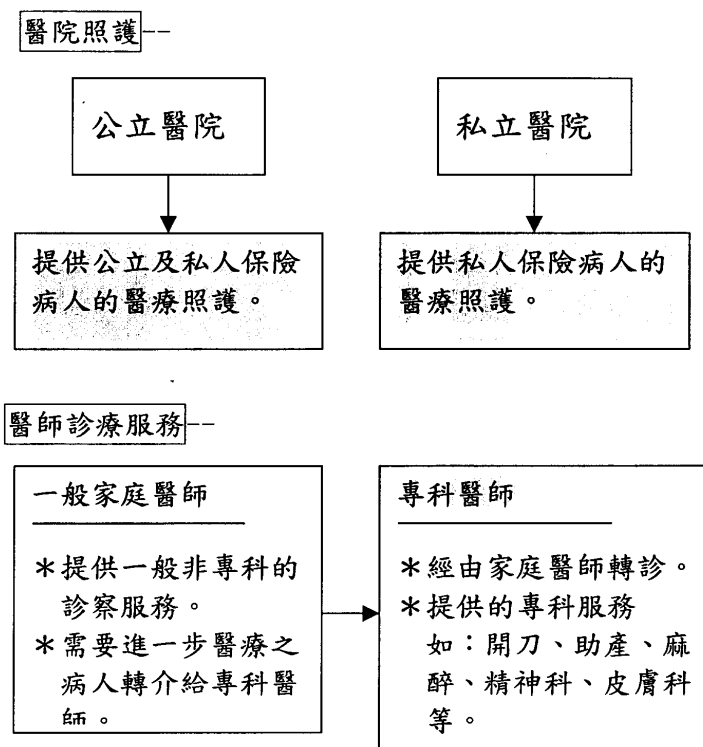 醫院照護--
公立醫院
私立醫院
提供公立及私人保險
病人的醫療照護。
提供私人保險病人的
醫療照護。
醫師診療服務--
一般家庭醫師
＊提供一般非專科的
診察服務。
＊需要進一步醫療之
病人轉介給專科醫
師。
專科醫師
＊經由家庭醫師轉診。
＊提供的專科服務
如：開刀、助產、麻
醉、精神科、皮膚科
等。